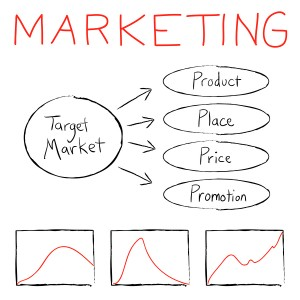 MARKETING
Target
Market
Product
Place
Price
Promotion